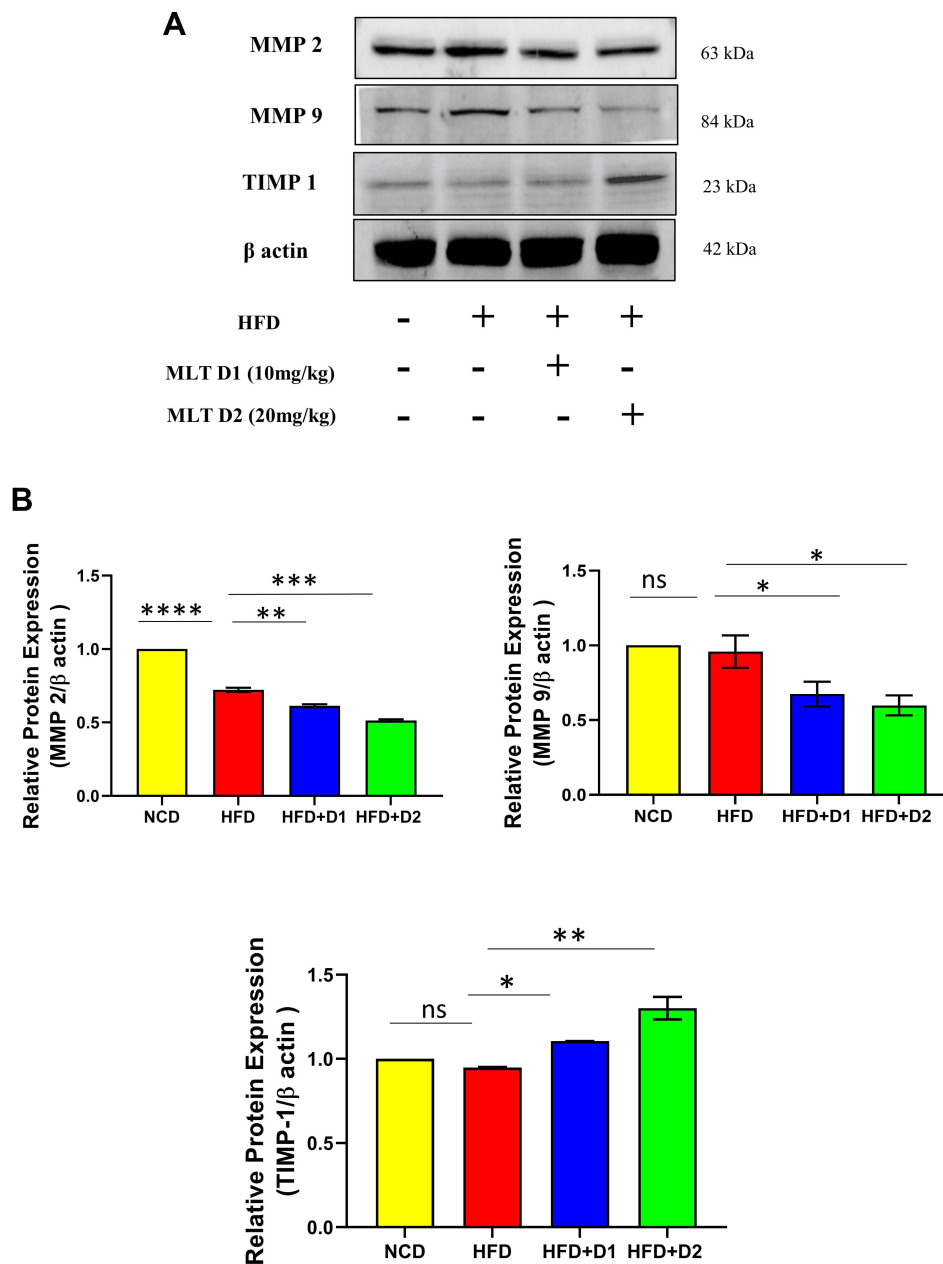 A
MMP 2 63 kDa
MMP 9 84 kDa
TIMP 1 23 kDa
β actin 42 kDa
HFD - + + +
MLT D1 (10mg/kg) - - + -
MLT D2 (20mg/kg) - - - +
B
Relative Protein Expression
(MMP 2/β actin )
1.5
1.0
0.5
0.0
****
***
**
NCD HFD HFD+D1 HFD+D2
Relative Protein Expression
(MMP 9/β actin )
1.5
1.0
0.5
0.0
ns
*
*
NCD HFD HFD+D1 HFD+D2
Relative Protein Expression
(TIMP-1/β actin )
1.5
1.0
0.5
0.0
ns
*
**
NCD HFD HFD+D1 HFD+D2